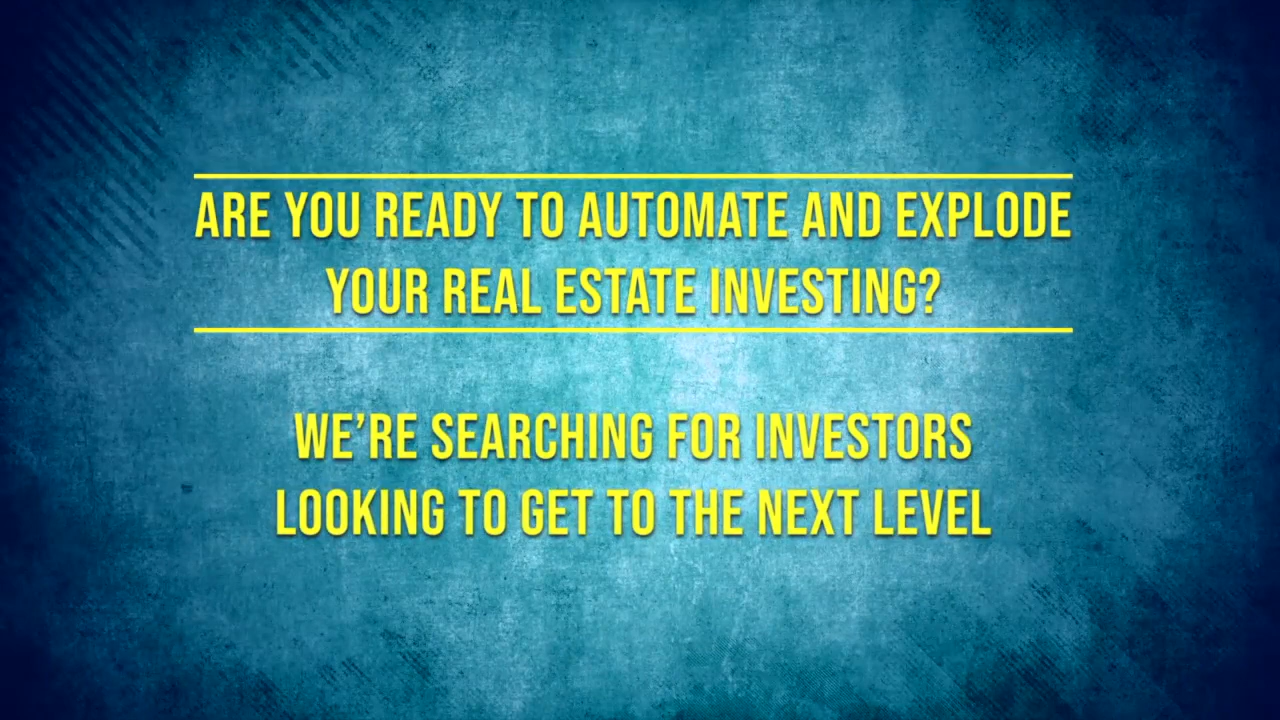 ARE YOU READY TO AUTOMATE AND EXPLODE
YOUR REAL ESTATE INVESTING?
WE’RE SEARCHING FOR INVESTORS
LOOKING TO GET TO THE NEXT LEVEL